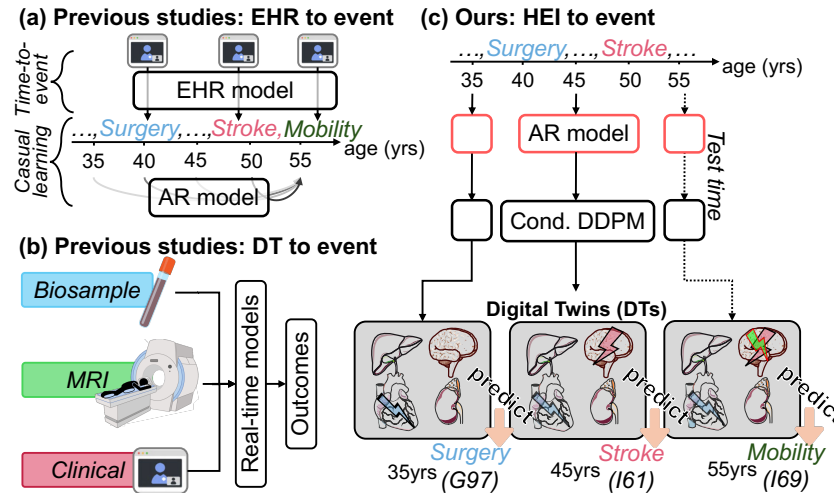 (a) Previous studies: EHR to event
Time-to-event
EHR model
Casual learning
..., Surgery, ..., Stroke, Mobility
35 40 45 50 55 age (yrs)
AR model
(b) Previous studies: DT to event
Biosample
MRI
Clinical
Real-time models
Outcomes
(c) Ours: HEI to event
..., Surgery, ..., Stroke, ...
35 40 45 50 55 age (yrs)
AR model
Test time
Cond. DDPM
Digital Twins (DTs)
predict predict predict
Surgery Stroke Mobility
35yrs (G97) 45yrs (I61) 55yrs (I69)